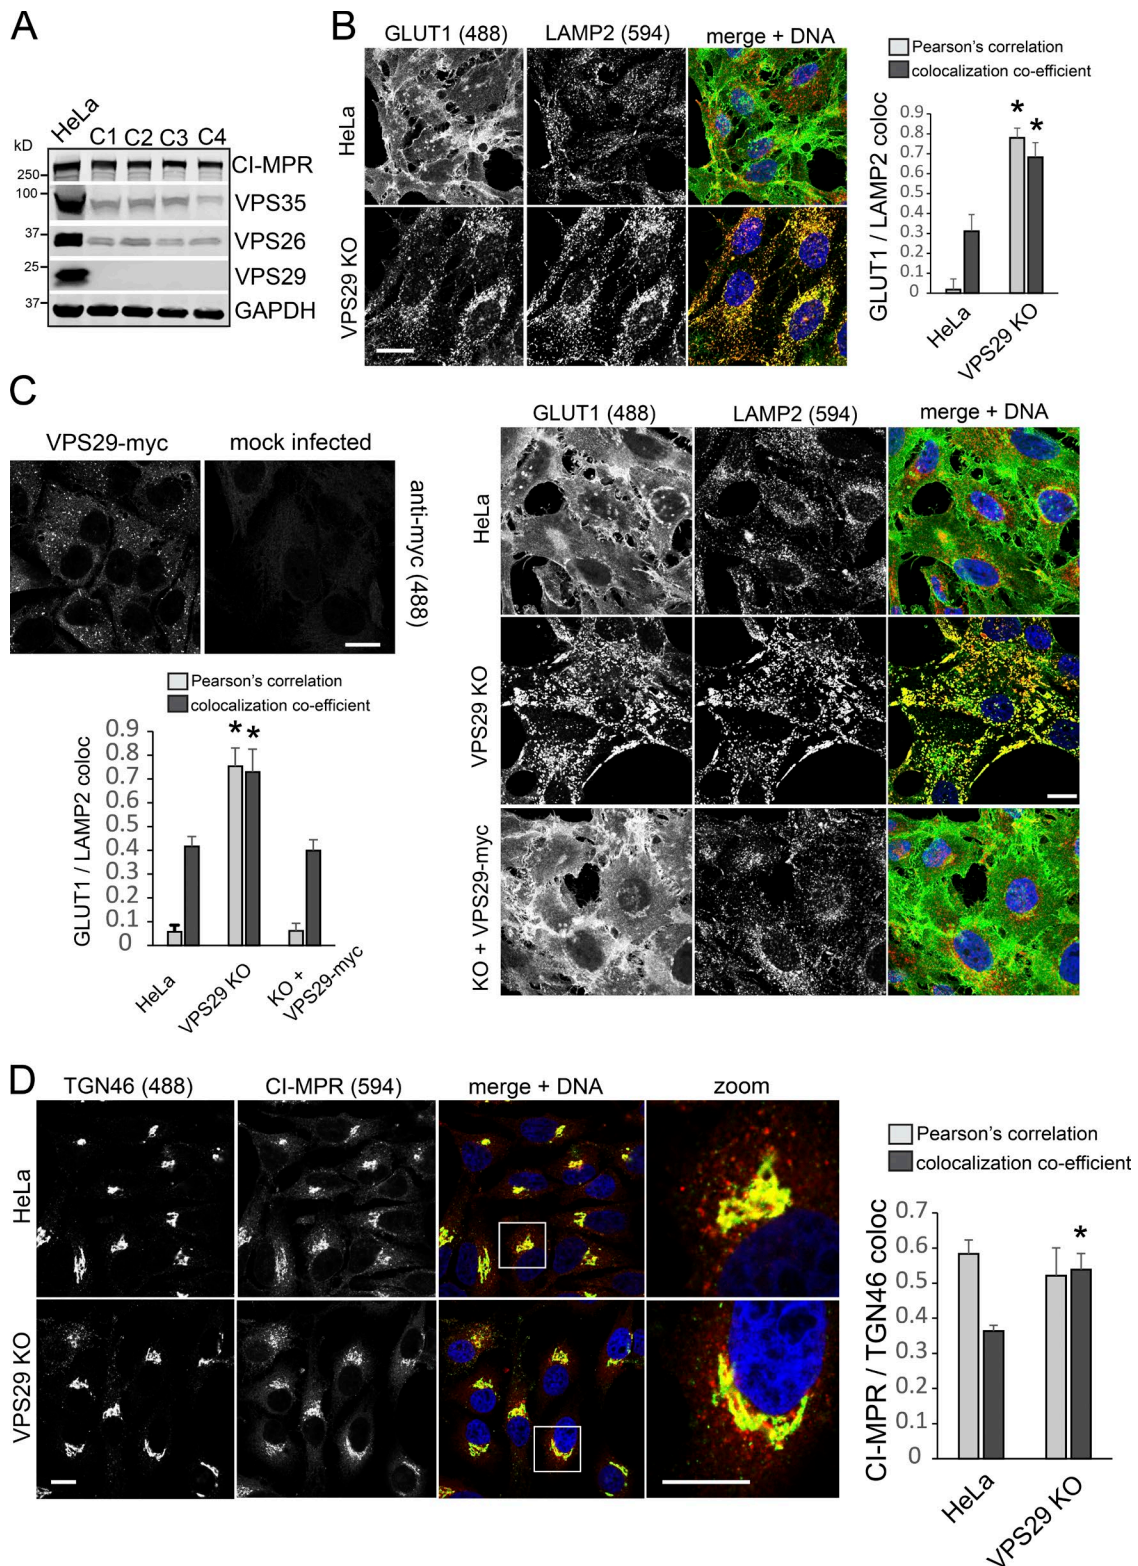 A
HeLa
C1 C2 C3 C4
kD
250
100
37
25
37
CI-MPR
VPS35
VPS26
VPS29
GAPDH
B
GLUT1 (488) LAMP2 (594) merge + DNA
HeLa
VPS29 KO
Pearson's correlation
colocalization co-efficient
GLUT1 / LAMP2 coloc
0.9
0.8
0.7
0.6
0.5
0.4
0.3
0.2
0.1
0
* *
HeLa
VPS29 KO
C
VPS29-myc mock infected
anti-myc (488)
Pearson's correlation
colocalization co-efficient
GLUT1 / LAMP2 coloc
0.9
0.8
0.7
0.6
0.5
0.4
0.3
0.2
0.1
0
* *
HeLa
VPS29 KO
KO +
VPS29-myc
GLUT1 (488) LAMP2 (594) merge + DNA
HeLa
VPS29 KO
KO + VPS29-myc
D
TGN46 (488) CI-MPR (594) merge + DNA zoom
HeLa
VPS29 KO
Pearson's correlation
colocalization co-efficient
CI-MPR / TGN46 coloc
0.7
0.6
0.5
0.4
0.3
0.2
0.1
0
*
HeLa
VPS29 KO